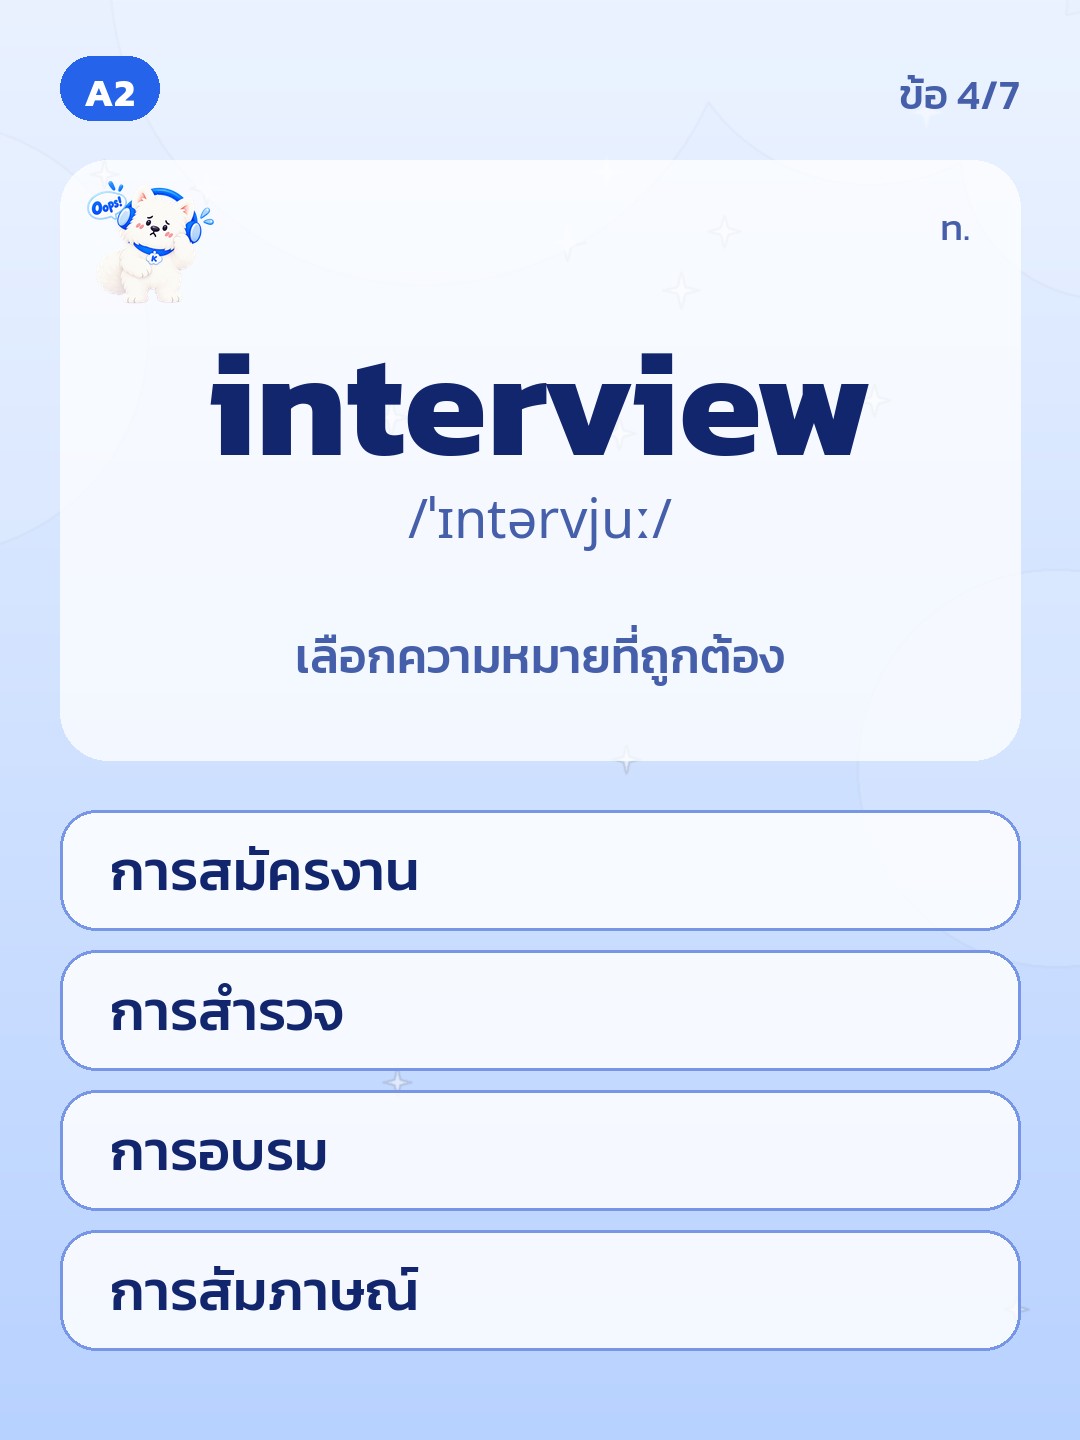 A2
ข้อ 4/7
Oops!
K
n.
interview
/ˈɪntərvjuː/
เลือกความหมายที่ถูกต้อง
การสมัครงาน
การสำรวจ
การอบรม
การสัมภาษณ์